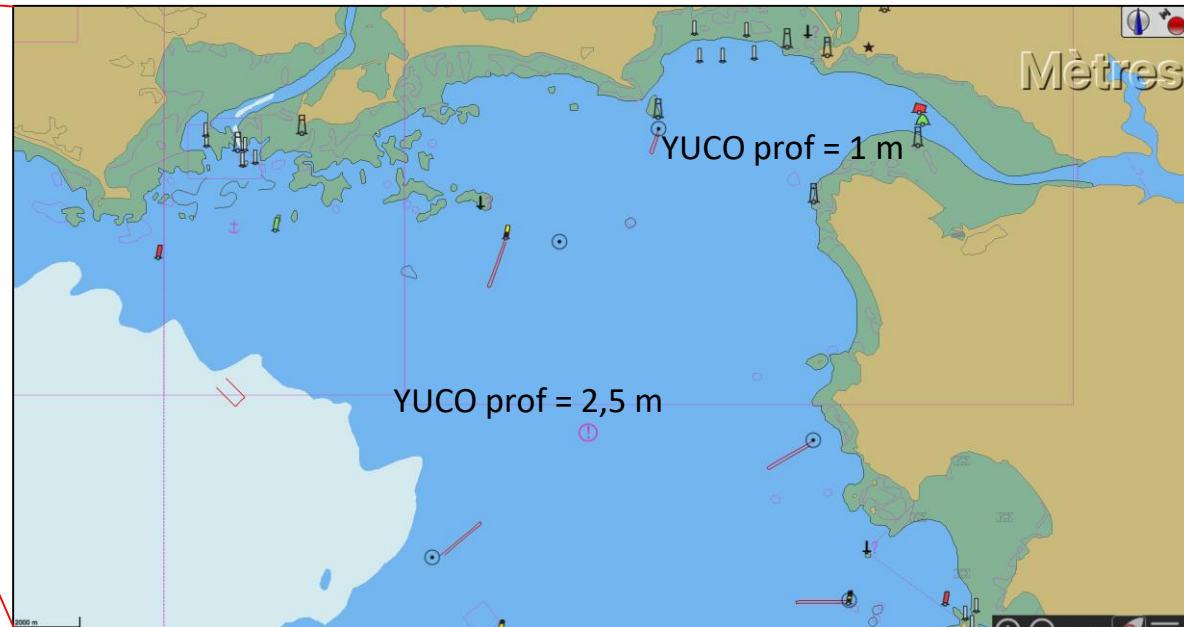 Mètres
YUCO prof = 1 m
YUCO prof = 2,5 m
2000 m